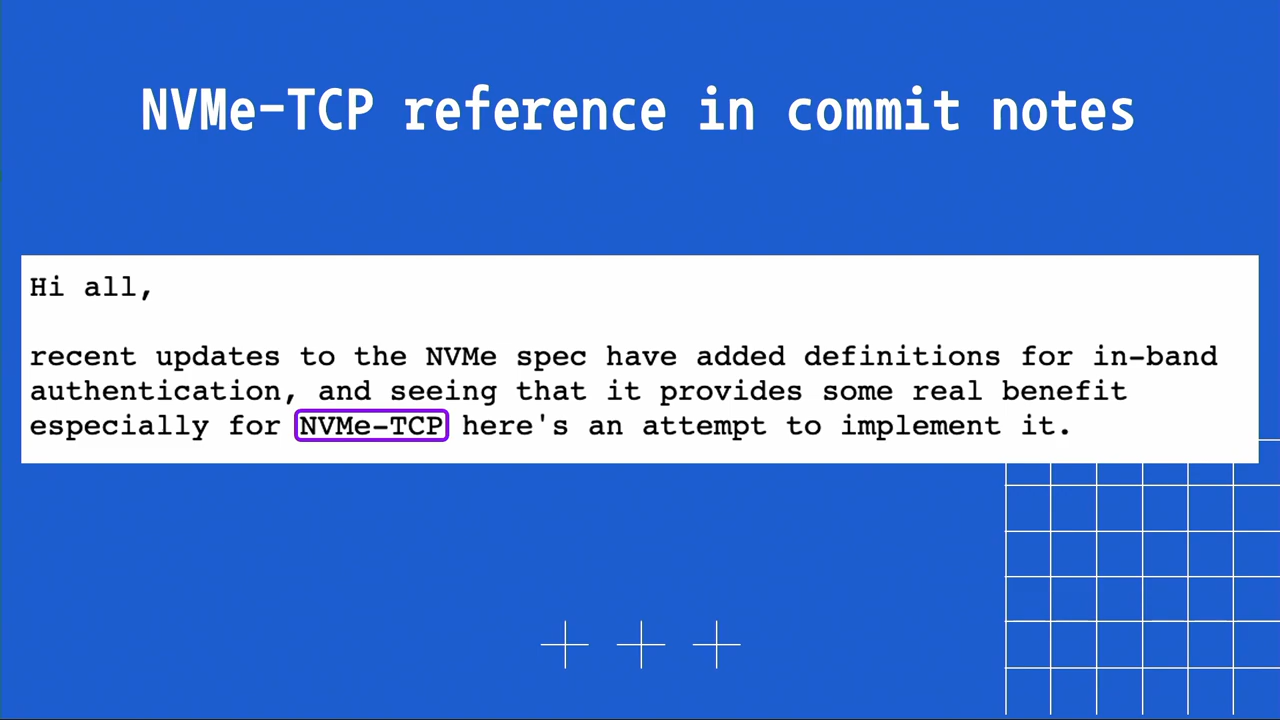 NVMe-TCP reference in commit notes
Hi all,
recent updates to the NVMe spec have added definitions for in-band
authentication, and seeing that it provides some real benefit
especially for NVMe-TCP here's an attempt to implement it.